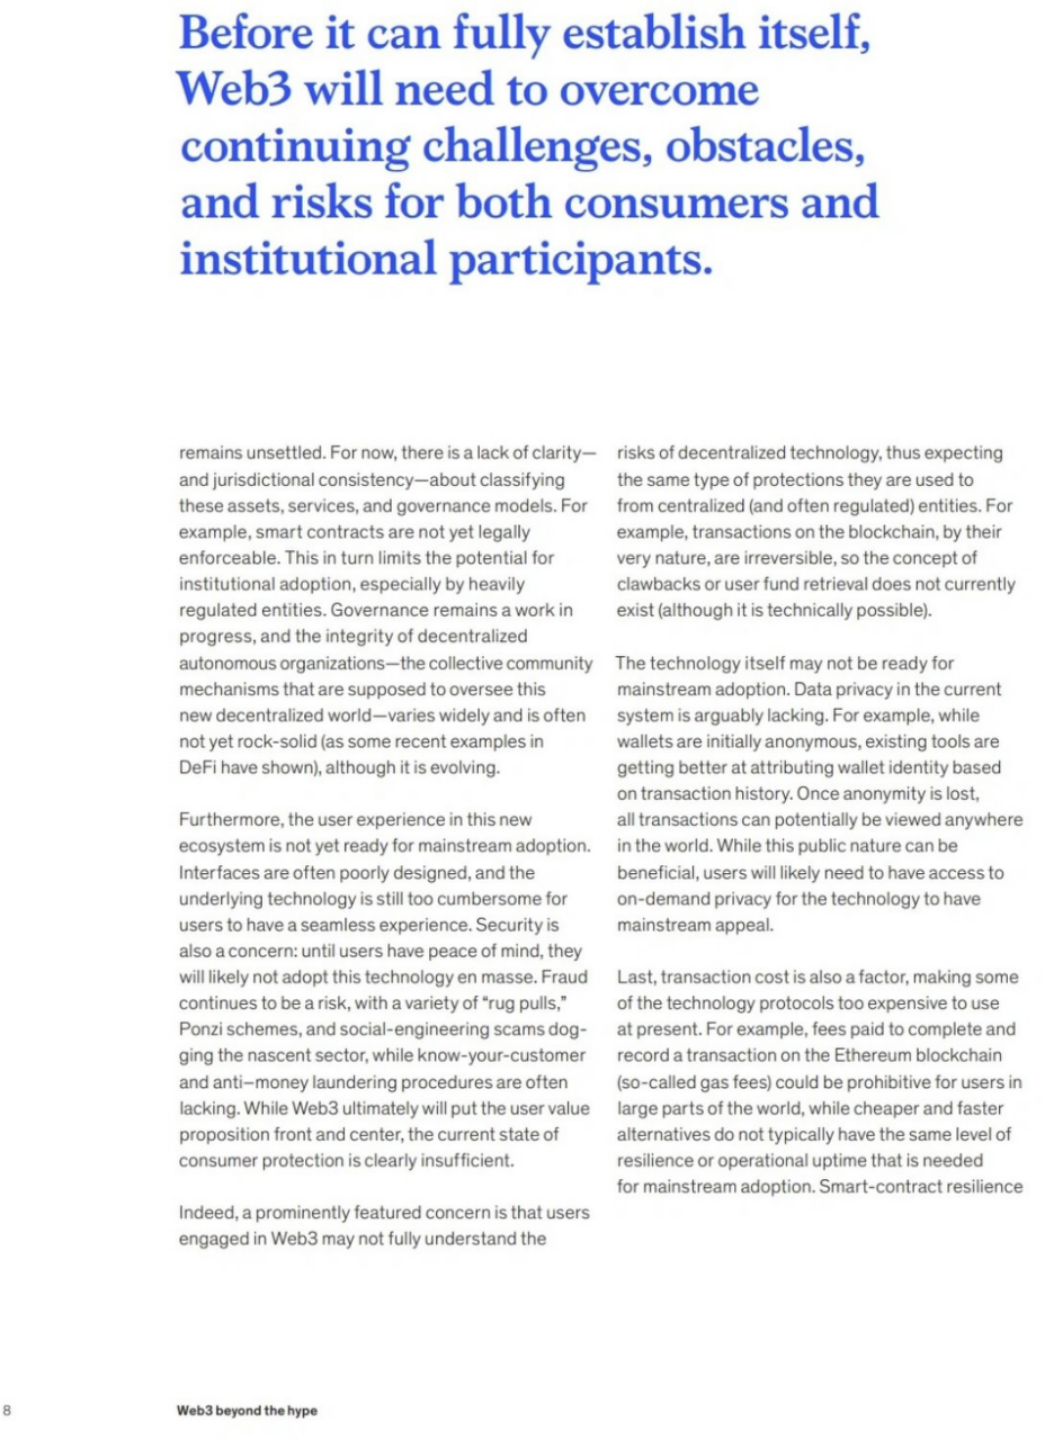 Before it can fully establish itself,
Web3 will need to overcome
continuing challenges, obstacles,
and risks for both consumers and
institutional participants.
remains unsettled. For now, there is a lack of clarity—
and jurisdictional consistency—about classifying
these assets, services, and governance models. For
example, smart contracts are not yet legally
enforceable. This in turn limits the potential for
institutional adoption, especially by heavily
regulated entities. Governance remains a work in
progress, and the integrity of decentralized
autonomous organizations—the collective community
mechanisms that are supposed to oversee this
new decentralized world—varies widely and is often
not yet rock-solid (as some recent examples in
DeFi have shown), although it is evolving.
Furthermore, the user experience in this new
ecosystem is not yet ready for mainstream adoption.
Interfaces are often poorly designed, and the
underlying technology is still too cumbersome for
users to have a seamless experience. Security is
also a concern: until users have peace of mind, they
will likely not adopt this technology en masse. Fraud
continues to be a risk, with a variety of “rug pulls,”
Ponzi schemes, and social-engineering scams dog-
ging the nascent sector, while know-your-customer
and anti–money laundering procedures are often
lacking. While Web3 ultimately will put the user value
proposition front and center, the current state of
consumer protection is clearly insufficient.
Indeed, a prominently featured concern is that users
engaged in Web3 may not fully understand the
risks of decentralized technology, thus expecting
the same type of protections they are used to
from centralized (and often regulated) entities. For
example, transactions on the blockchain, by their
very nature, are irreversible, so the concept of
clawbacks or user fund retrieval does not currently
exist (although it is technically possible).
The technology itself may not be ready for
mainstream adoption. Data privacy in the current
system is arguably lacking. For example, while
wallets are initially anonymous, existing tools are
getting better at attributing wallet identity based
on transaction history. Once anonymity is lost,
all transactions can potentially be viewed anywhere
in the world. While this public nature can be
beneficial, users will likely need to have access to
on-demand privacy for the technology to have
mainstream appeal.
Last, transaction cost is also a factor, making some
of the technology protocols too expensive to use
at present. For example, fees paid to complete and
record a transaction on the Ethereum blockchain
(so-called gas fees) could be prohibitive for users in
large parts of the world, while cheaper and faster
alternatives do not typically have the same level of
resilience or operational uptime that is needed
for mainstream adoption. Smart-contract resilience
8
Web3 beyond the hype